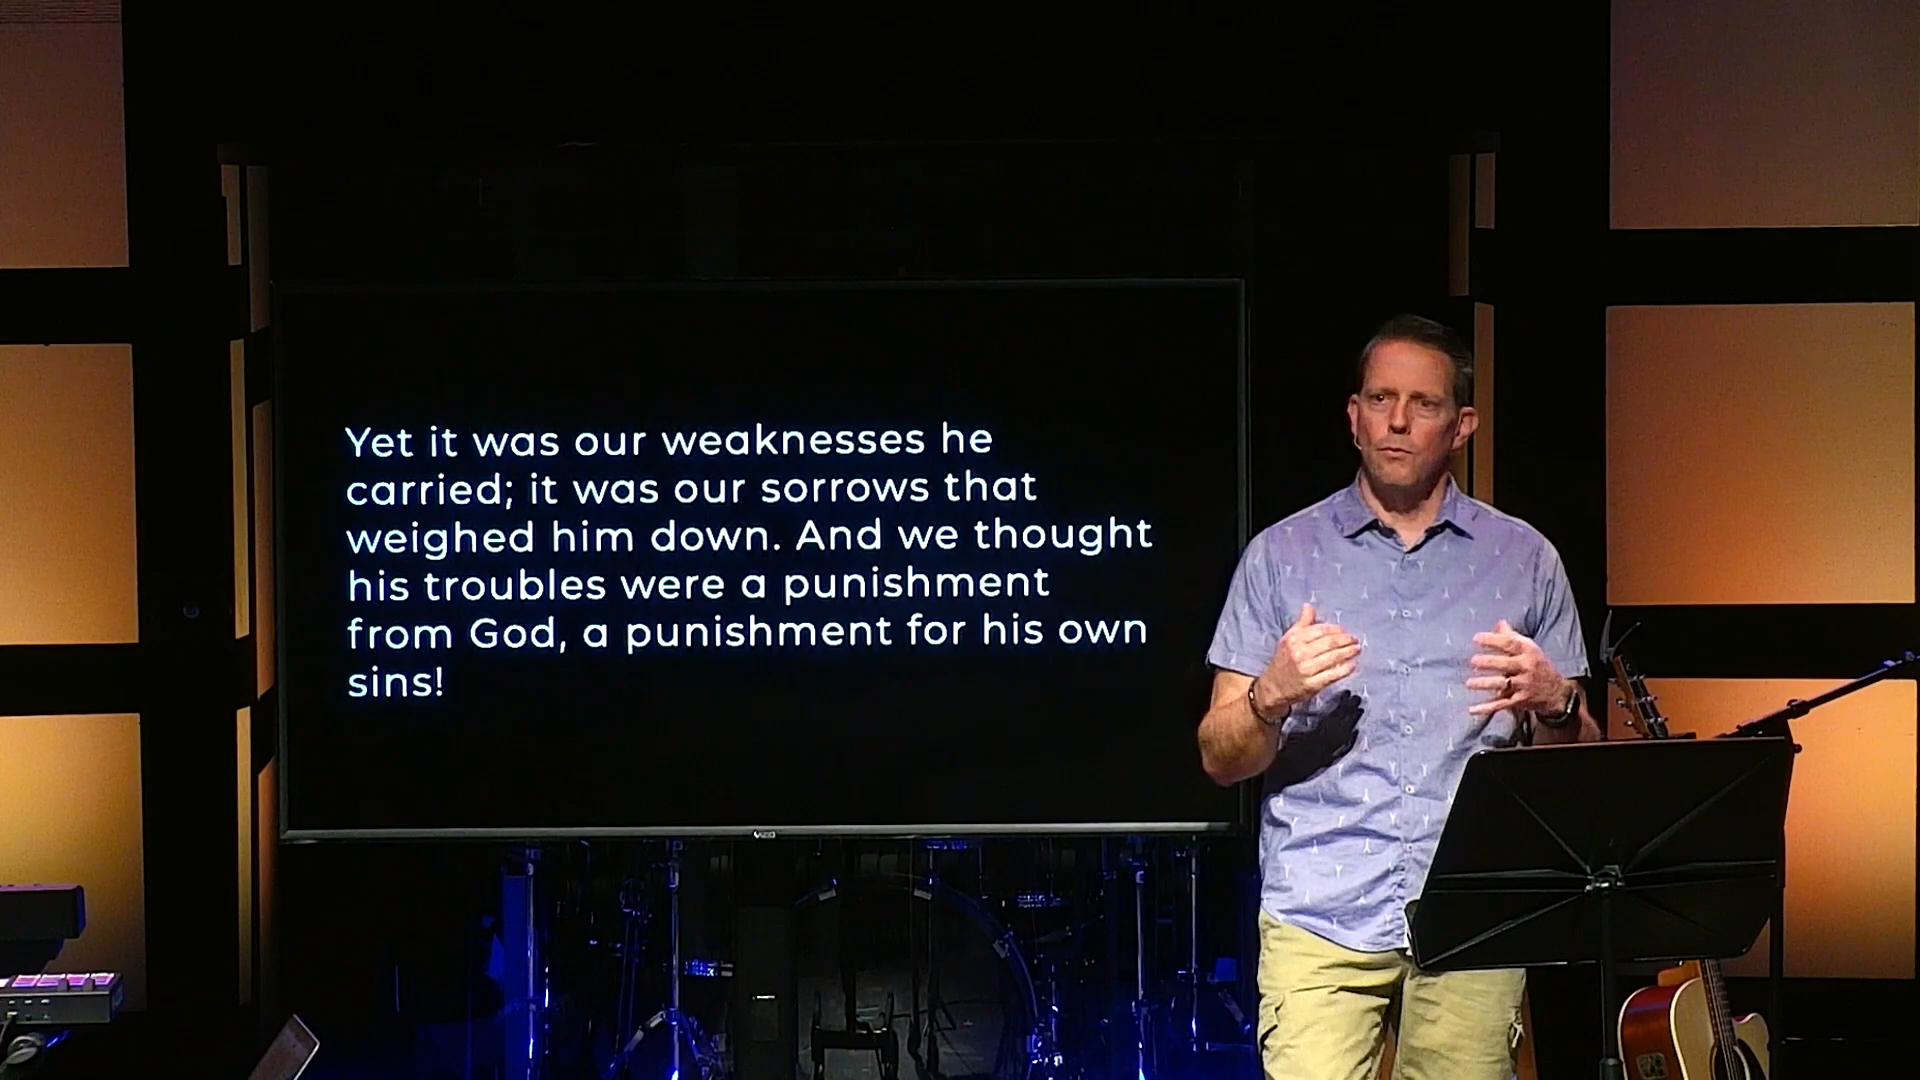 Yet it was our weaknesses he
carried; it was our sorrows that
weighed him down. And we thought
his troubles were a punishment
from God, a punishment for his own
sins!
VIZIO